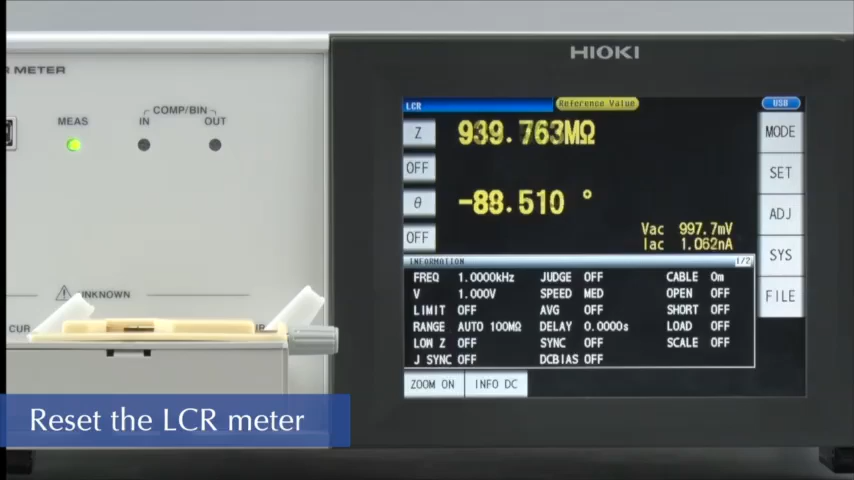 HIOKI
R METER
COMP/BIN
MEAS IN OUT
UNKNOWN
CUR
LCR Reference Value USB
Z 939.763MΩ
OFF
θ -89.510 °
OFF
Vac 997.7mV
Iac 1.062nA
INFORMATION 1/2
FREQ 1.0000kHz JUDGE OFF CABLE 0m
V 1.000V SPEED MED OPEN OFF
LIMIT OFF AVG OFF SHORT OFF
RANGE AUTO 100MΩ DELAY 0.0000s LOAD OFF
LOW Z OFF SYNC OFF SCALE OFF
J SYNC OFF DCBIAS OFF
ZOOM ON INFO DC
MODE
SET
ADJ
SYS
FILE
Reset the LCR meter